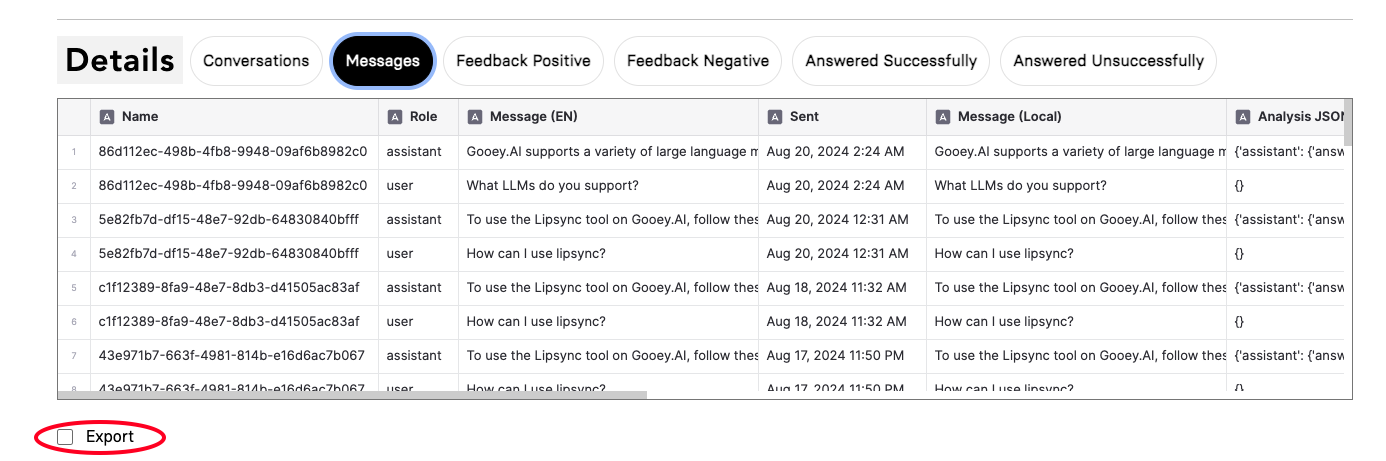 Details Conversations Messages Feedback Positive Feedback Negative Answered Successfully Answered Unsuccessfully
A Name A Role A Message (EN) A Sent A Message (Local) A Analysis JSON
1 86d112ec-498b-4fb8-9948-09af6b8982c0 assistant Gooey.AI supports a variety of large language m Aug 20, 2024 2:24 AM Gooey.AI supports a variety of large language m {'assistant': {'answ
2 86d112ec-498b-4fb8-9948-09af6b8982c0 user What LLMs do you support? Aug 20, 2024 2:24 AM What LLMs do you support? {}
3 5e82fb7d-df15-48e7-92db-64830840bfff assistant To use the Lipsync tool on Gooey.AI, follow thes Aug 20, 2024 12:31 AM To use the Lipsync tool on Gooey.AI, follow thes {'assistant': {'answ
4 5e82fb7d-df15-48e7-92db-64830840bfff user How can I use lipsync? Aug 20, 2024 12:31 AM How can I use lipsync? {}
5 c1f12389-8fa9-48e7-8db3-d41505ac83af assistant To use the Lipsync tool on Gooey.AI, follow thes Aug 18, 2024 11:32 AM To use the Lipsync tool on Gooey.AI, follow thes {'assistant': {'answ
6 c1f12389-8fa9-48e7-8db3-d41505ac83af user How can I use lipsync? Aug 18, 2024 11:32 AM How can I use lipsync? {}
7 43e971b7-663f-4981-814b-e16d6ac7b067 assistant To use the Lipsync tool on Gooey.AI, follow thes Aug 17, 2024 11:50 PM To use the Lipsync tool on Gooey.AI, follow thes {'assistant': {'answ
8 43e971b7-663f-4981-814b-e16d6ac7b067 user How can I use lipsync? Aug 17, 2024 11:50 PM How can I use lipsync? {}
Export